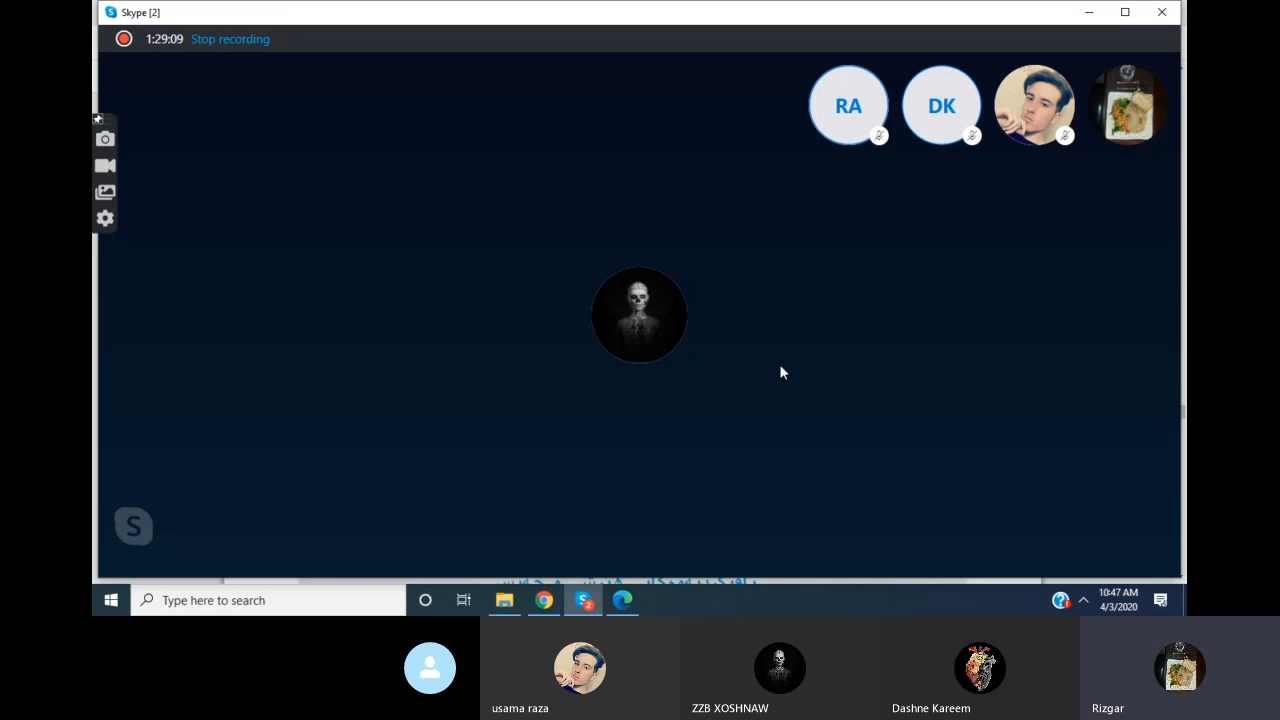 Skype [2]
1:29:09 Stop recording
RA
DK
S
Type here to search
2
10:47 AM
4/3/2020
usama raza
ZZB XOSHNAW
Dashne Kareem
Rizgar